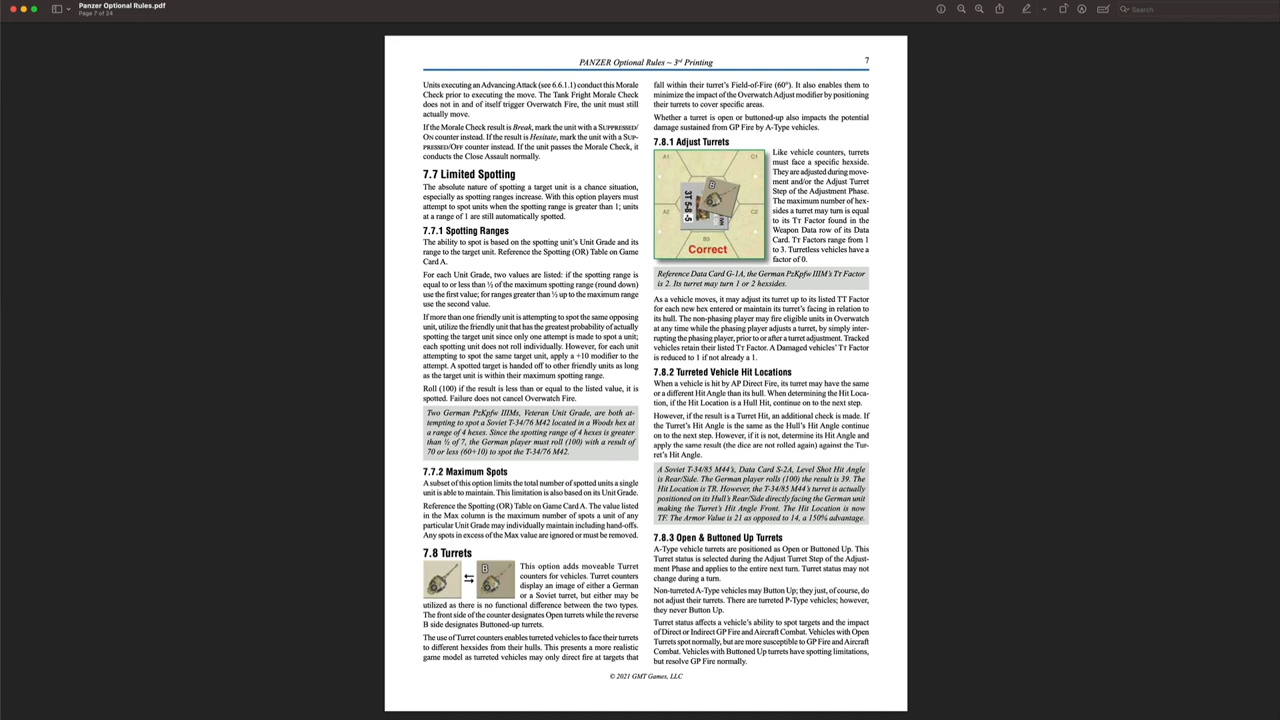 Panzer Optional Rules.pdf
Page 7 of 24
Search
PANZER Optional Rules ~ 3rd Printing
7
Units executing an Advancing Attack (see 6.6.1.1) conduct this Morale
Check prior to executing the move. The Tank Fright Morale Check
does not in and of itself trigger Overwatch Fire, the unit must still
actually move.
If the Morale Check result is Break, mark the unit with a SUPPRESSED/
ON counter instead. If the result is Hesitate, mark the unit with a SUP-
PRESSED/OFF counter instead. If the unit passes the Morale Check, it
conducts the Close Assault normally.
7.7 Limited Spotting
The absolute nature of spotting a target unit is a chance situation,
especially as spotting ranges increase. With this option players must
attempt to spot units when the spotting range is greater than 1; units
at a range of 1 are still automatically spotted.
7.7.1 Spotting Ranges
The ability to spot is based on the spotting unit's Unit Grade and its
range to the target unit. Reference the Spotting (OR) Table on Game
Card A.
For each Unit Grade, two values are listed: if the spotting range is
equal to or less than ½ of the maximum spotting range (round down)
use the first value; for ranges greater than ½ up to the maximum range
use the second value.
If more than one friendly unit is attempting to spot the same opposing
unit, utilize the friendly unit that has the greatest probability of actually
spotting the target unit since only one attempt is made to spot a unit;
each spotting unit does not roll individually. However, for each unit
attempting to spot the same target unit, apply a +10 modifier to the
attempt. A spotted target is handed off to other friendly units as long
as the target unit is within their maximum spotting range.
Roll (100) if the result is less than or equal to the listed value, it is
spotted. Failure does not cancel Overwatch Fire.
Two German PzKpfw IIIMs, Veteran Unit Grade, are both at-
tempting to spot a Soviet T-34/76 M42 located in a Woods hex at
a range of 4 hexes. Since the spotting range of 4 hexes is greater
than ½ of 7, the German player must roll (100) with a result of
70 or less (60+10) to spot the T-34/76 M42.
7.7.2 Maximum Spots
A subset of this option limits the total number of spotted units a single
unit is able to maintain. This limitation is also based on its Unit Grade.
Reference the Spotting (OR) Table on Game Card A. The value listed
in the Max column is the maximum number of spots a unit of any
particular Unit Grade may individually maintain including hand-offs.
Any spots in excess of the Max value are ignored or must be removed.
7.8 Turrets
B
This option adds moveable Turret
counters for vehicles. Turret counters
display an image of either a German
or a Soviet turret, but either may be
utilized as there is no functional difference between the two types.
The front side of the counter designates Open turrets while the reverse
B side designates Buttoned-up turrets.
The use of Turret counters enables turreted vehicles to face their turrets
to different hexsides from their hulls. This presents a more realistic
game model as turreted vehicles may only direct fire at targets that
fall within their turret's Field-of-Fire (60°). It also enables them to
minimize the impact of the Overwatch Adjust modifier by positioning
their turrets to cover specific areas.
Whether a turret is open or buttoned-up also impacts the potential
damage sustained from GP Fire by A-Type vehicles.
7.8.1 Adjust Turrets
A1
C1
B
A2
C2
B3
Correct
Like vehicle counters, turrets
must face a specific hexside.
They are adjusted during move-
ment and/or the Adjust Turret
Step of the Adjustment Phase.
The maximum number of hex-
sides a turret may turn is equal
to its TT Factor found in the
Weapon Data row of its Data
Card. TT Factors range from 1
to 3. Turretless vehicles have a
factor of 0.
Reference Data Card G-1A, the German PzKpfw IIIM's TT Factor
is 2. Its turret may turn 1 or 2 hexsides.
As a vehicle moves, it may adjust its turret up to its listed TT Factor
for each new hex entered or maintain its turret's facing in relation to
its hull. The non-phasing player may fire eligible units in Overwatch
at any time while the phasing player adjusts a turret, by simply inter-
rupting the phasing player, prior to or after a turret adjustment. Tracked
vehicles retain their listed TT Factor. A Damaged vehicles' TT Factor
is reduced to 1 if not already a 1.
7.8.2 Turreted Vehicle Hit Locations
When a vehicle is hit by AP Direct Fire, its turret may have the same
or a different Hit Angle than its hull. When determining the Hit Loca-
tion, if the Hit Location is a Hull Hit, continue on to the next step.
However, if the result is a Turret Hit, an additional check is made. If
the Turret's Hit Angle is the same as the Hull's Hit Angle continue
on to the next step. However, if it is not, determine its Hit Angle and
apply the same result (the dice are not rolled again) against the Tur-
ret's Hit Angle.
A Soviet T-34/85 M44's, Data Card S-2A, Level Shot Hit Angle
is Rear/Side. The German player rolls (100) the result is 39. The
Hit Location is TR. However, the T-34/85 M44's turret is actually
positioned on its Hull's Rear/Side directly facing the German unit
making the Turret's Hit Angle Front. The Hit Location is now
TF. The Armor Value is 21 as opposed to 14, a 150% advantage.
7.8.3 Open & Buttoned Up Turrets
A-Type vehicle turrets are positioned as Open or Buttoned Up. This
Turret status is selected during the Adjust Turret Step of the Adjust-
ment Phase and applies to the entire next turn. Turret status may not
change during a turn.
Non-turreted A-Type vehicles may Button Up; they just, of course, do
not adjust their turrets. There are turreted P-Type vehicles; however,
they never Button Up.
Turret status affects a vehicle's ability to spot targets and the impact
of Direct or Indirect GP Fire and Aircraft Combat. Vehicles with Open
Turrets spot normally, but are more susceptible to GP Fire and Aircraft
Combat. Vehicles with Buttoned Up turrets have spotting limitations,
but resolve GP Fire normally.
© 2021 GMT Games, LLC